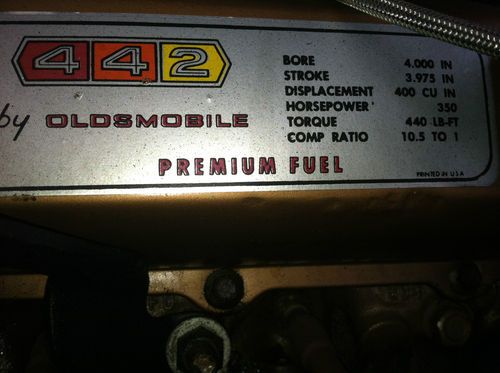 442
by OLDSMOBILE
BORE 4.000 IN
STROKE 3.975 IN
DISPLACEMENT 400 CU IN
HORSEPOWER 350
TORQUE 440 LB-FT
COMP RATIO 10.5 TO 1
PREMIUM FUEL
PRINTED IN U.S.A